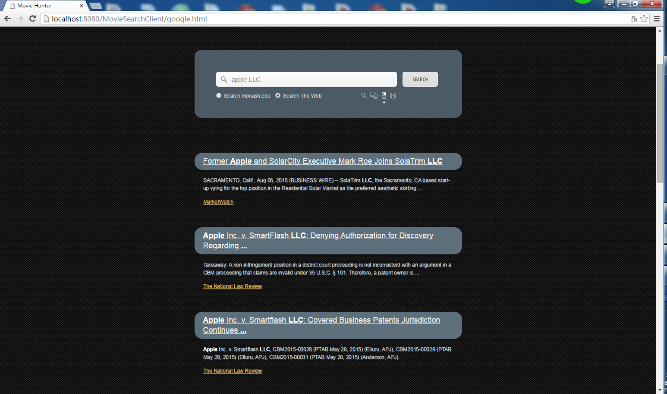 Movie Hunter
localhost:8080/MovieSearchClient/google.html
apple LLC
SEARCH
Search monash.edu
Search The Web
Former Apple and SolarCity Executive Mark Roe Joins SolaTrim LLC
SACRAMENTO, Calif., Aug 06, 2015 (BUSINESS WIRE) -- SolaTrim LLC, the Sacramento, CA based start-
up vying for the top position in the Residential Solar Market as the preferred aesthetic skirting ...
MarketWatch
Apple Inc. v. SmartFlash LLC: Denying Authorization for Discovery
Regarding ...
Takeaway: A non-infringement position in a district court proceeding is not inconsistent with an argument in a
CBM proceeding that claims are invalid under 35 U.S.C. § 101. Therefore, a patent owner is ...
The National Law Review
Apple Inc. v. Smartflash LLC: Covered Business Patents Jurisdiction
Continues ...
Apple Inc. v. Smartflash LLC, CBM2015-00028 (PTAB May 28, 2015) (Elluru, APJ), CBM2015-00029 (PTAB
May 28, 2015) (Elluru, APJ), CBM2015-00031 (PTAB May 28, 2015) (Anderson, APJ).
The National Law Review